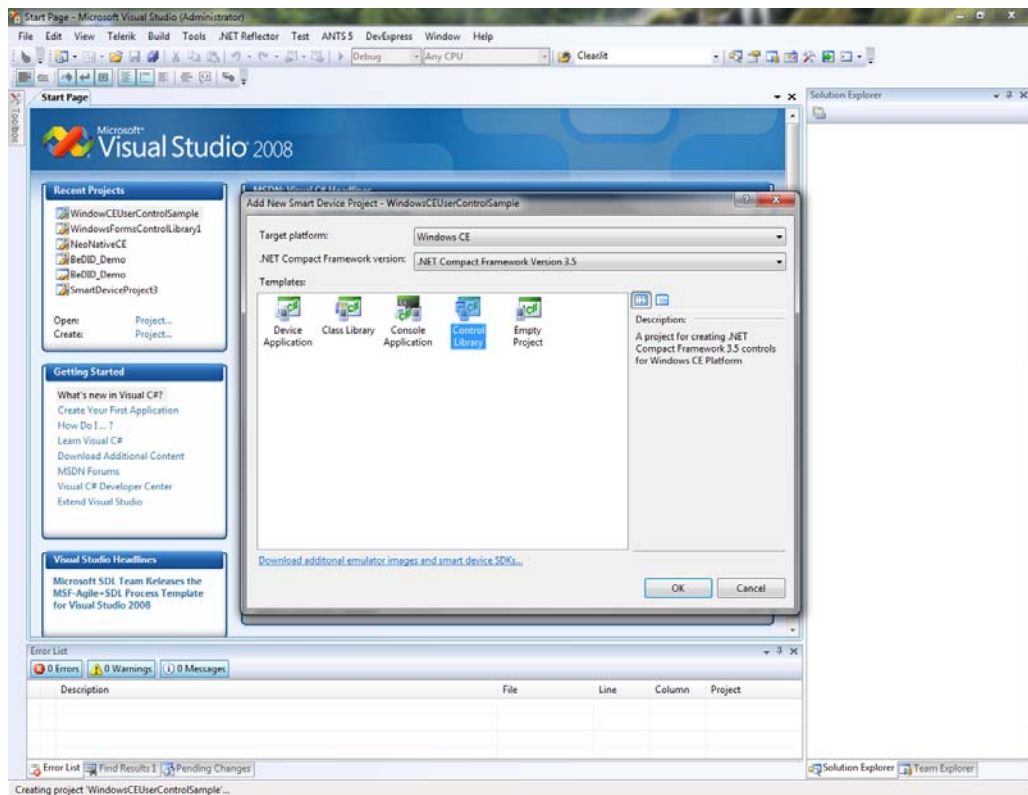 Start Page - Microsoft Visual Studio (Administrator)
File Edit View Telerik Build Tools .NET Reflector Test ANTS 5 DevExpress Window Help
Debug Any CPU ClearJit
Toolbox
Start Page
Microsoft
Visual Studio 2008
Recent Projects
WindowCEUserControlSample
WindowsFormsControlLibrary1
NeoNativeCE
BeDID_Demo
BeDID_Demo
SmartDeviceProject3
Open: Project...
Create: Project...
Getting Started
What's new in Visual C#?
Create Your First Application
How Do I ... ?
Learn Visual C#
Download Additional Content
MSDN Forums
Visual C# Developer Center
Extend Visual Studio
Visual Studio Headlines
Microsoft SDL Team Releases the
MSF-Agile+SDL Process Template
for Visual Studio 2008
MSDN: Visual C# Headlines
Add New Smart Device Project - WindowsCEUserControlSample
Target platform: Windows CE
.NET Compact Framework version: .NET Compact Framework Version 3.5
Templates:
Device Application
Class Library
Console Application
Control Library
Empty Project
Description:
A project for creating .NET
Compact Framework 3.5 controls
for Windows CE Platform
Download additonal emulator images and smart device SDKs...
OK Cancel
Solution Explorer
Error List
0 Errors 0 Warnings 0 Messages
Description File Line Column Project
Error List Find Results 1 Pending Changes
Solution Explorer Team Explorer
Creating project 'WindowsCEUserControlSample'...